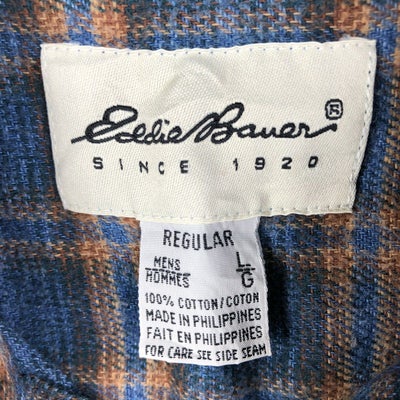 Eddie Bauer ®
SINCE 1920
REGULAR
MENS L
HOMMES G
100% COTTON/COTON
MADE IN PHILIPPINES
FAIT EN PHILIPPINES
FOR CARE SEE SIDE SEAM